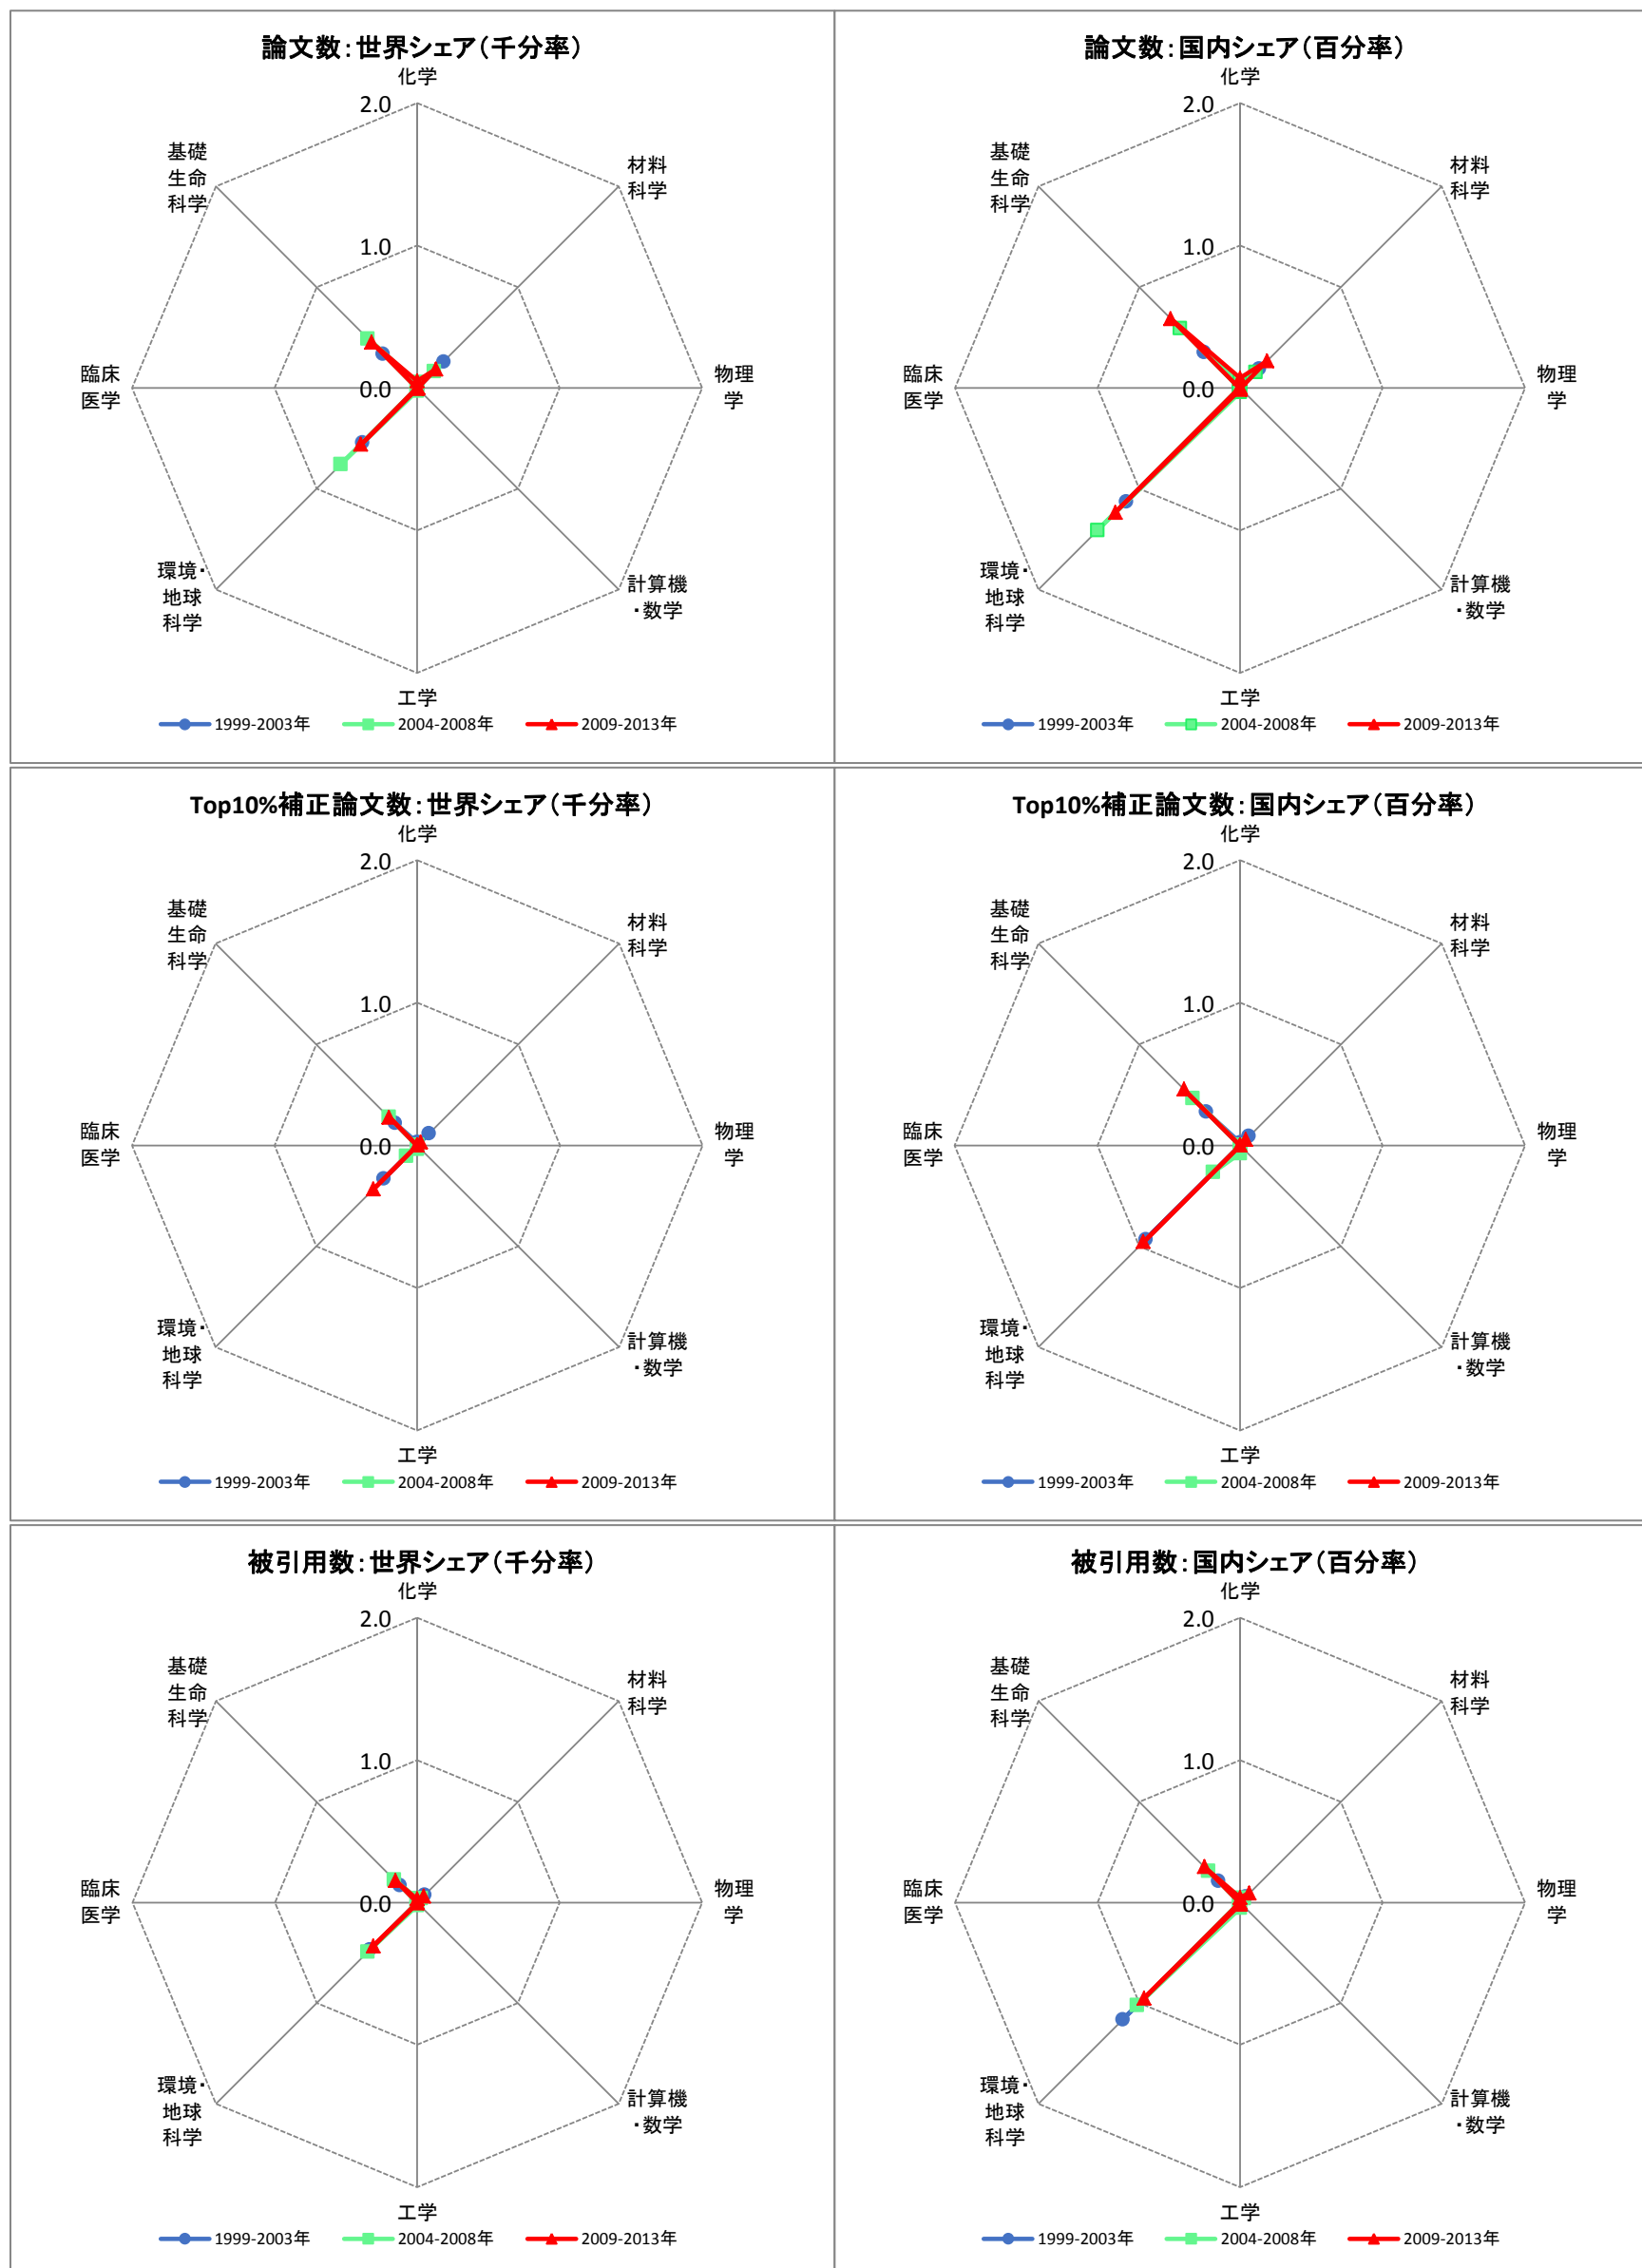 論文数：世界シェア（千分率）
化学
2.0
基礎
生命
科学
材料
科学
1.0
臨床
医学
0.0
物理
学
環境・
地球
科学
計算機
・数学
工学
1999-2003年
2004-2008年
2009-2013年
論文数：国内シェア（百分率）
化学
2.0
基礎
生命
科学
材料
科学
1.0
臨床
医学
0.0
物理
学
環境・
地球
科学
計算機
・数学
工学
1999-2003年
2004-2008年
2009-2013年
Top10%補正論文数：世界シェア（千分率）
化学
2.0
基礎
生命
科学
材料
科学
1.0
臨床
医学
0.0
物理
学
環境・
地球
科学
計算機
・数学
工学
1999-2003年
2004-2008年
2009-2013年
Top10%補正論文数：国内シェア（百分率）
化学
2.0
基礎
生命
科学
材料
科学
1.0
臨床
医学
0.0
物理
学
環境・
地球
科学
計算機
・数学
工学
1999-2003年
2004-2008年
2009-2013年
被引用数：世界シェア（千分率）
化学
2.0
基礎
生命
科学
材料
科学
1.0
臨床
医学
0.0
物理
学
環境・
地球
科学
計算機
・数学
工学
1999-2003年
2004-2008年
2009-2013年
被引用数：国内シェア（百分率）
化学
2.0
基礎
生命
科学
材料
科学
1.0
臨床
医学
0.0
物理
学
環境・
地球
科学
計算機
・数学
工学
1999-2003年
2004-2008年
2009-2013年